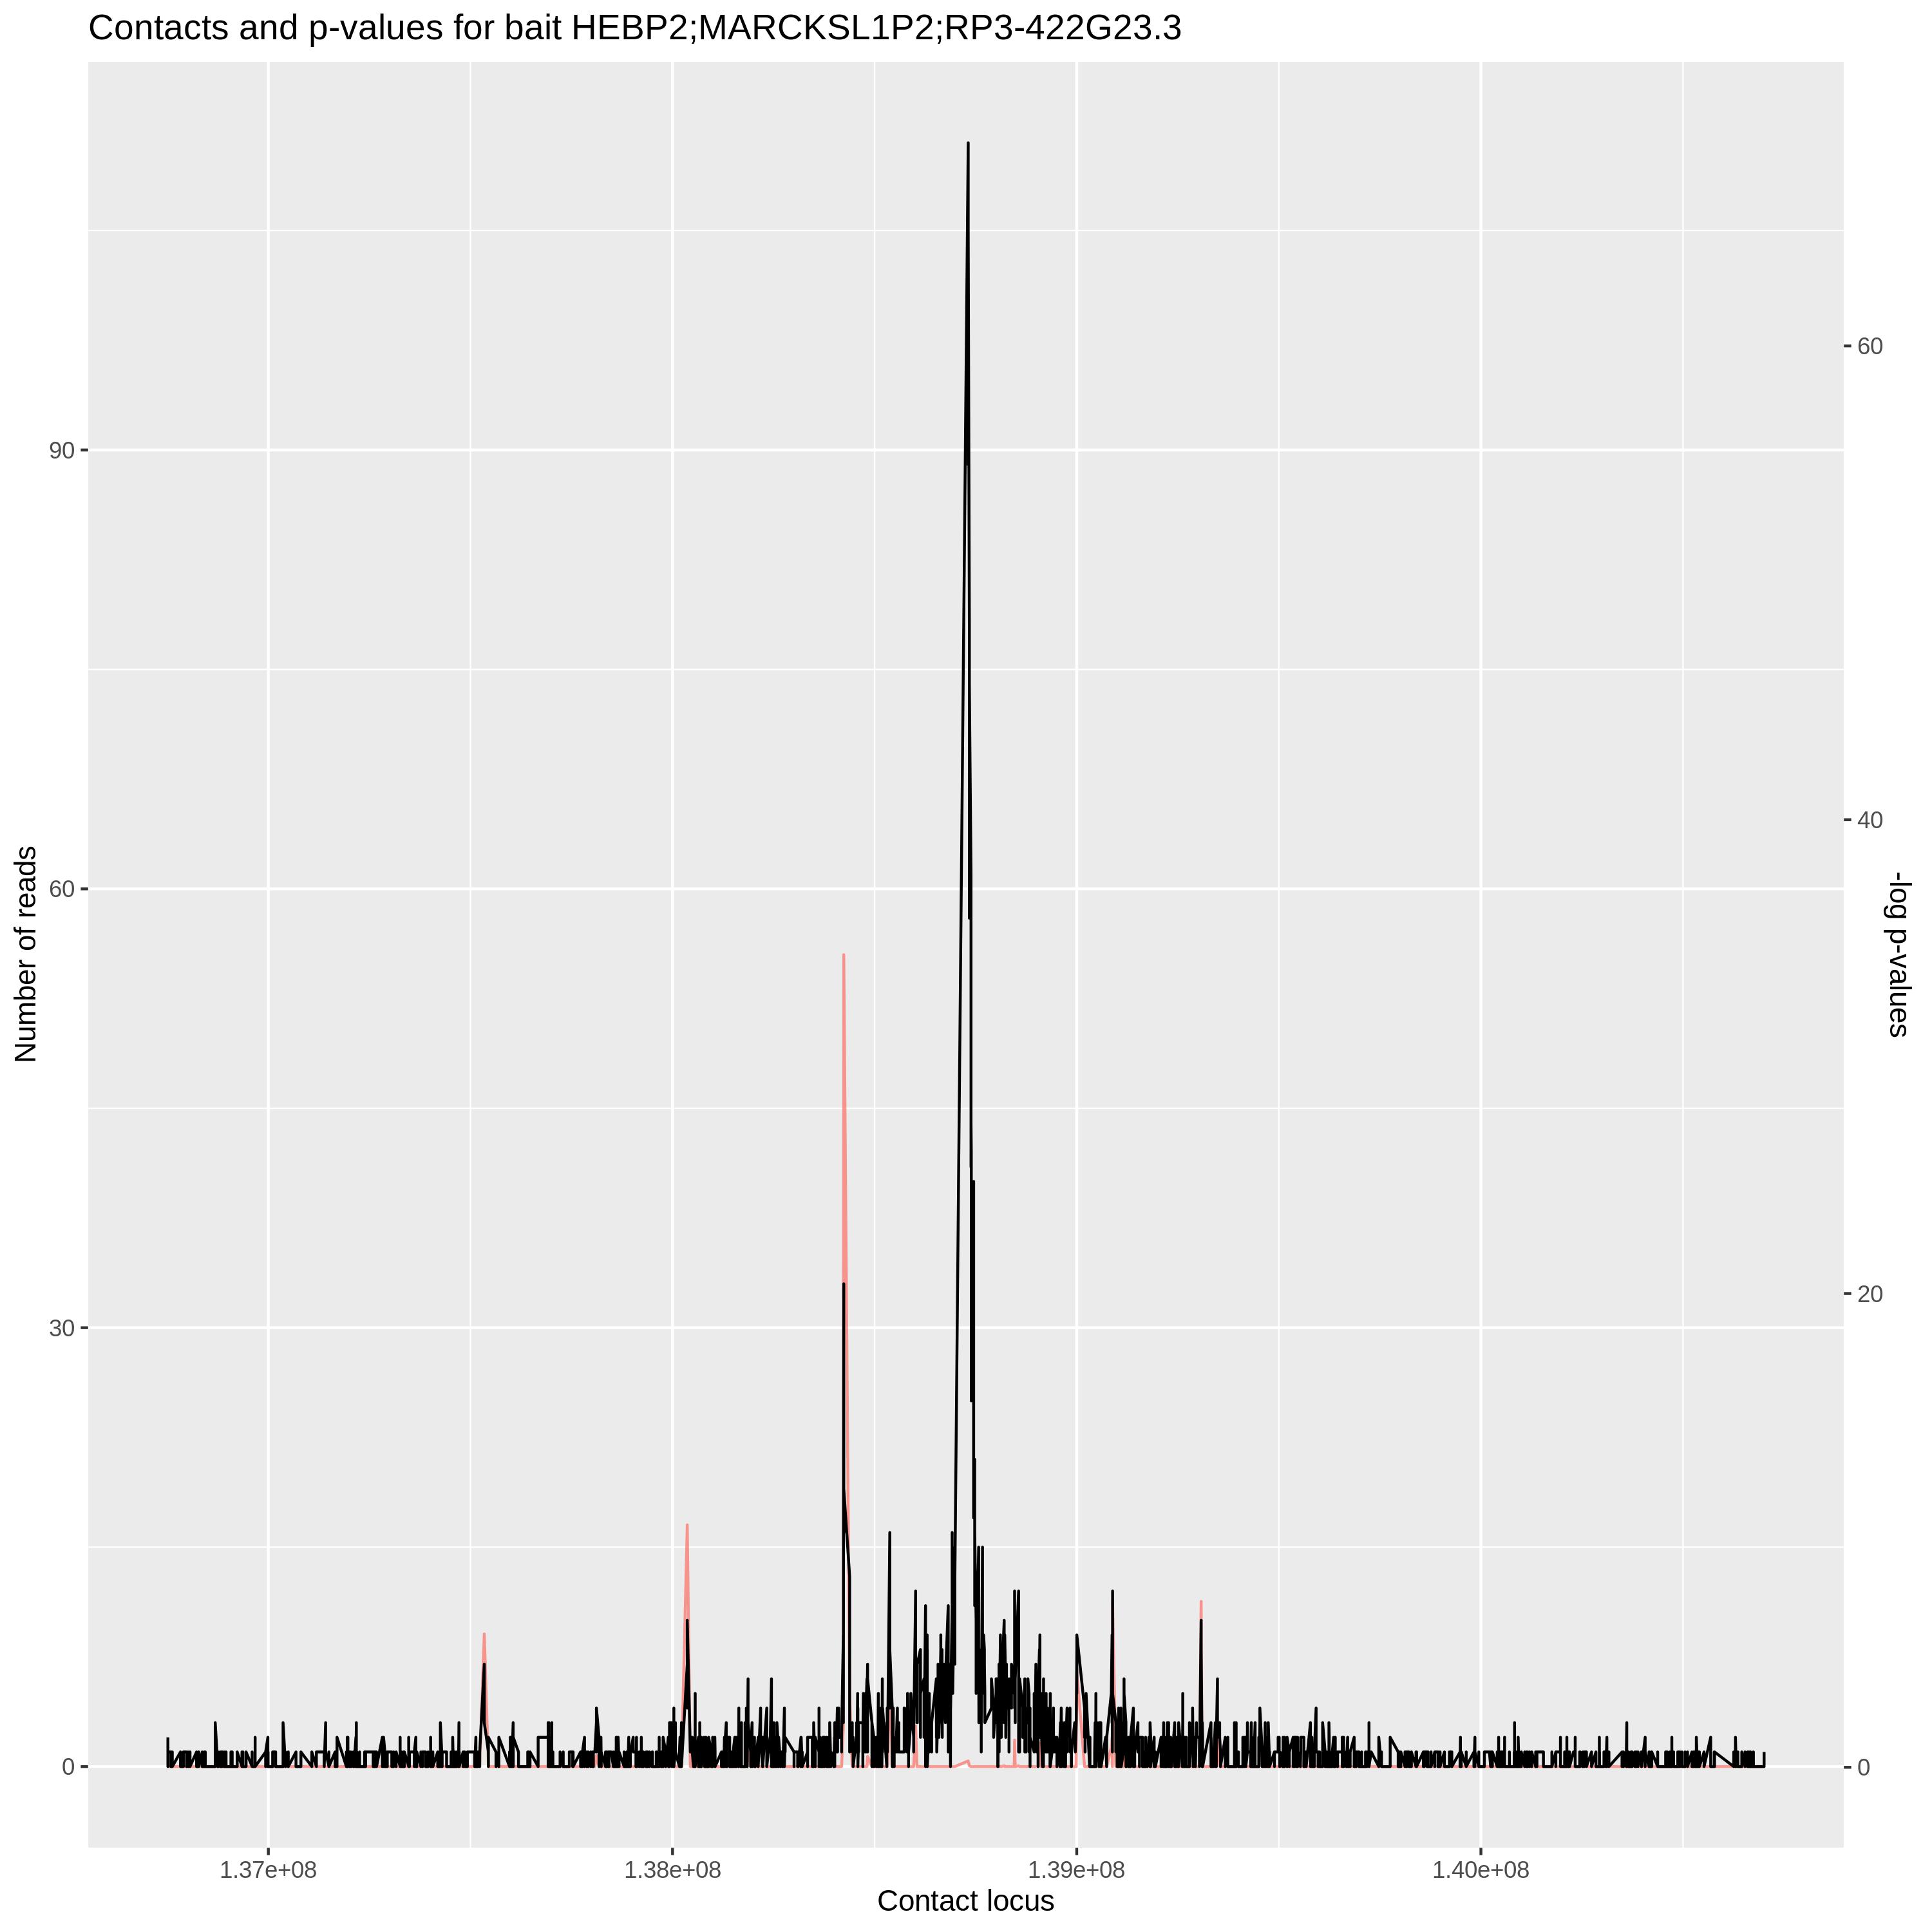 Contacts and p-values for bait HEBP2;MARCKSL1P2;RP3-422G23.3
Number of reads
90
60
30
0
60
40
20
0
-log p-values
1.37e+08 1.38e+08 1.39e+08 1.40e+08
Contact locus